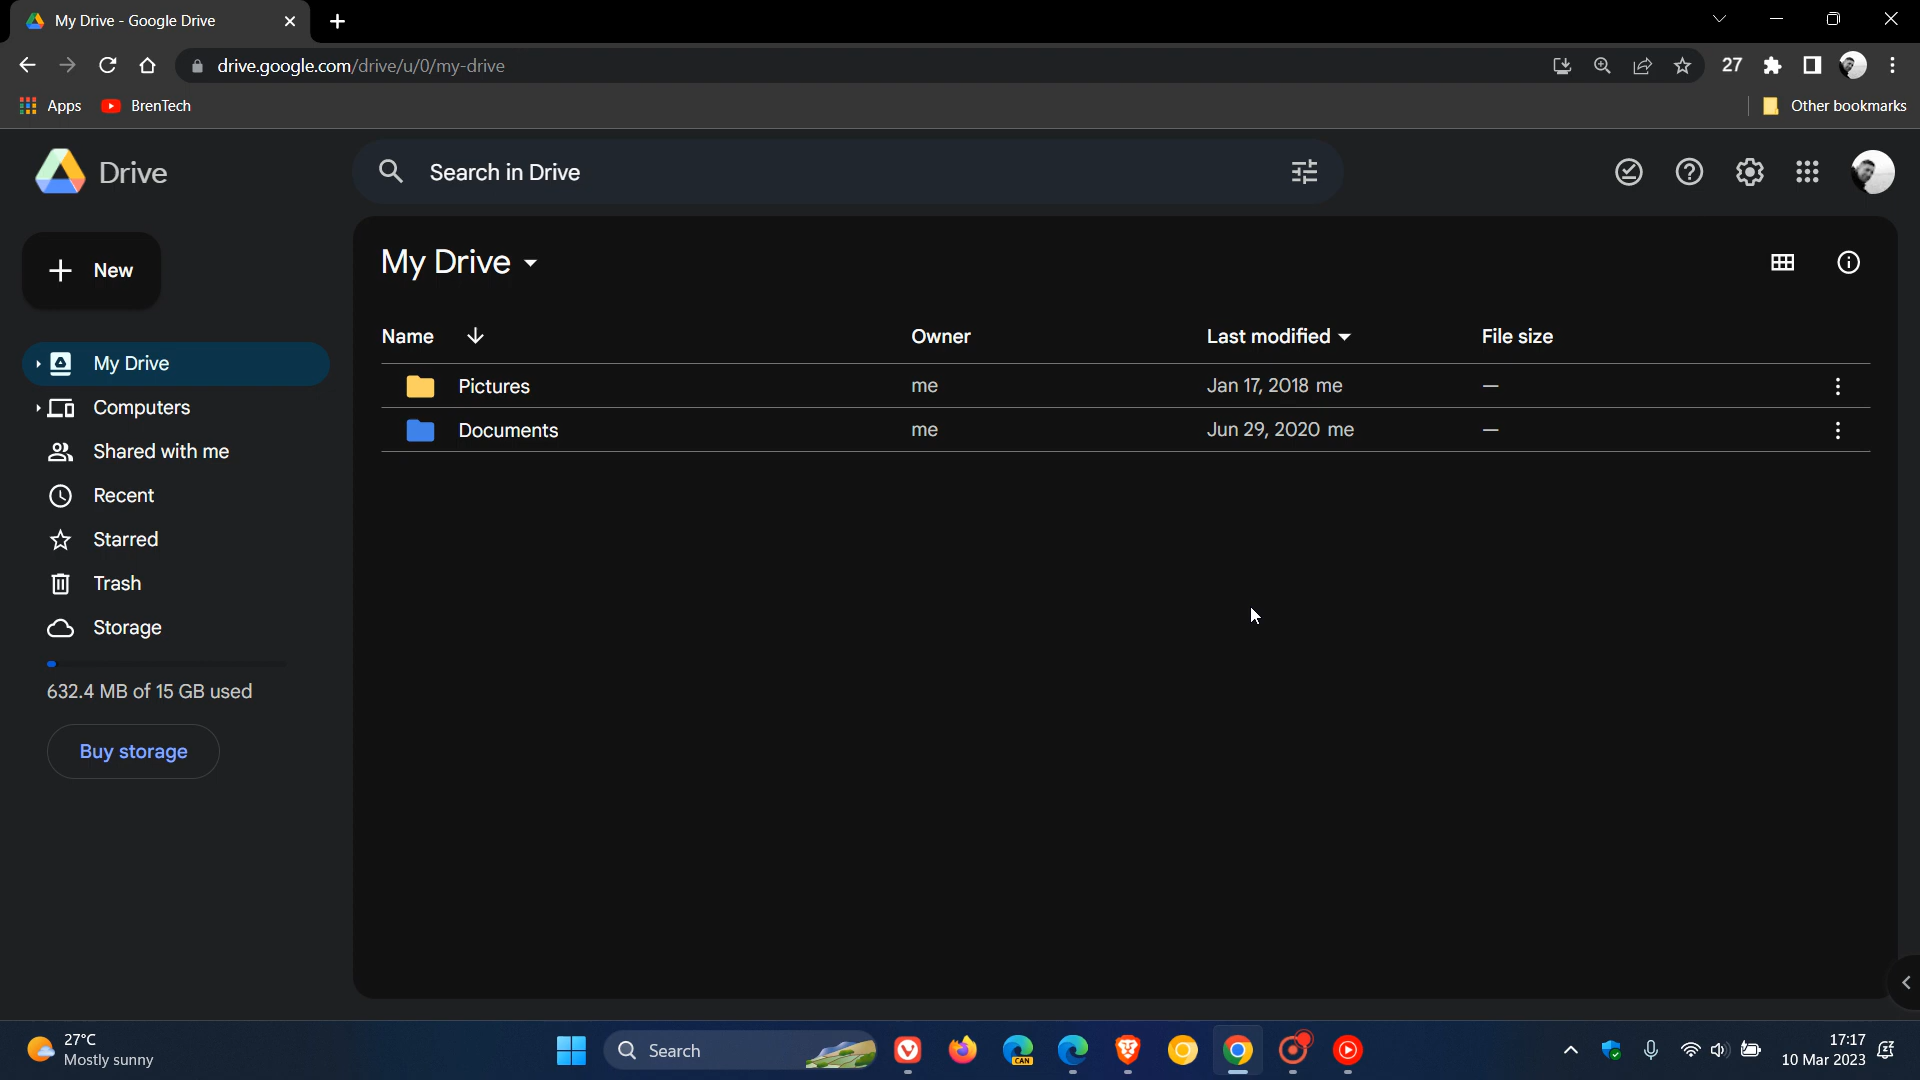 My Drive - Google Drive
drive.google.com/drive/u/0/my-drive
27
Apps
BrenTech
Other bookmarks
Drive
Search in Drive
New
My Drive
Name
Owner
Last modified
File size
Pictures
me
Jan 17, 2018 me
—
Documents
me
Jun 29, 2020 me
—
My Drive
Computers
Shared with me
Recent
Starred
Trash
Storage
632.4 MB of 15 GB used
Buy storage
27°C
Mostly sunny
Search
CAN
17:17
10 Mar 2023